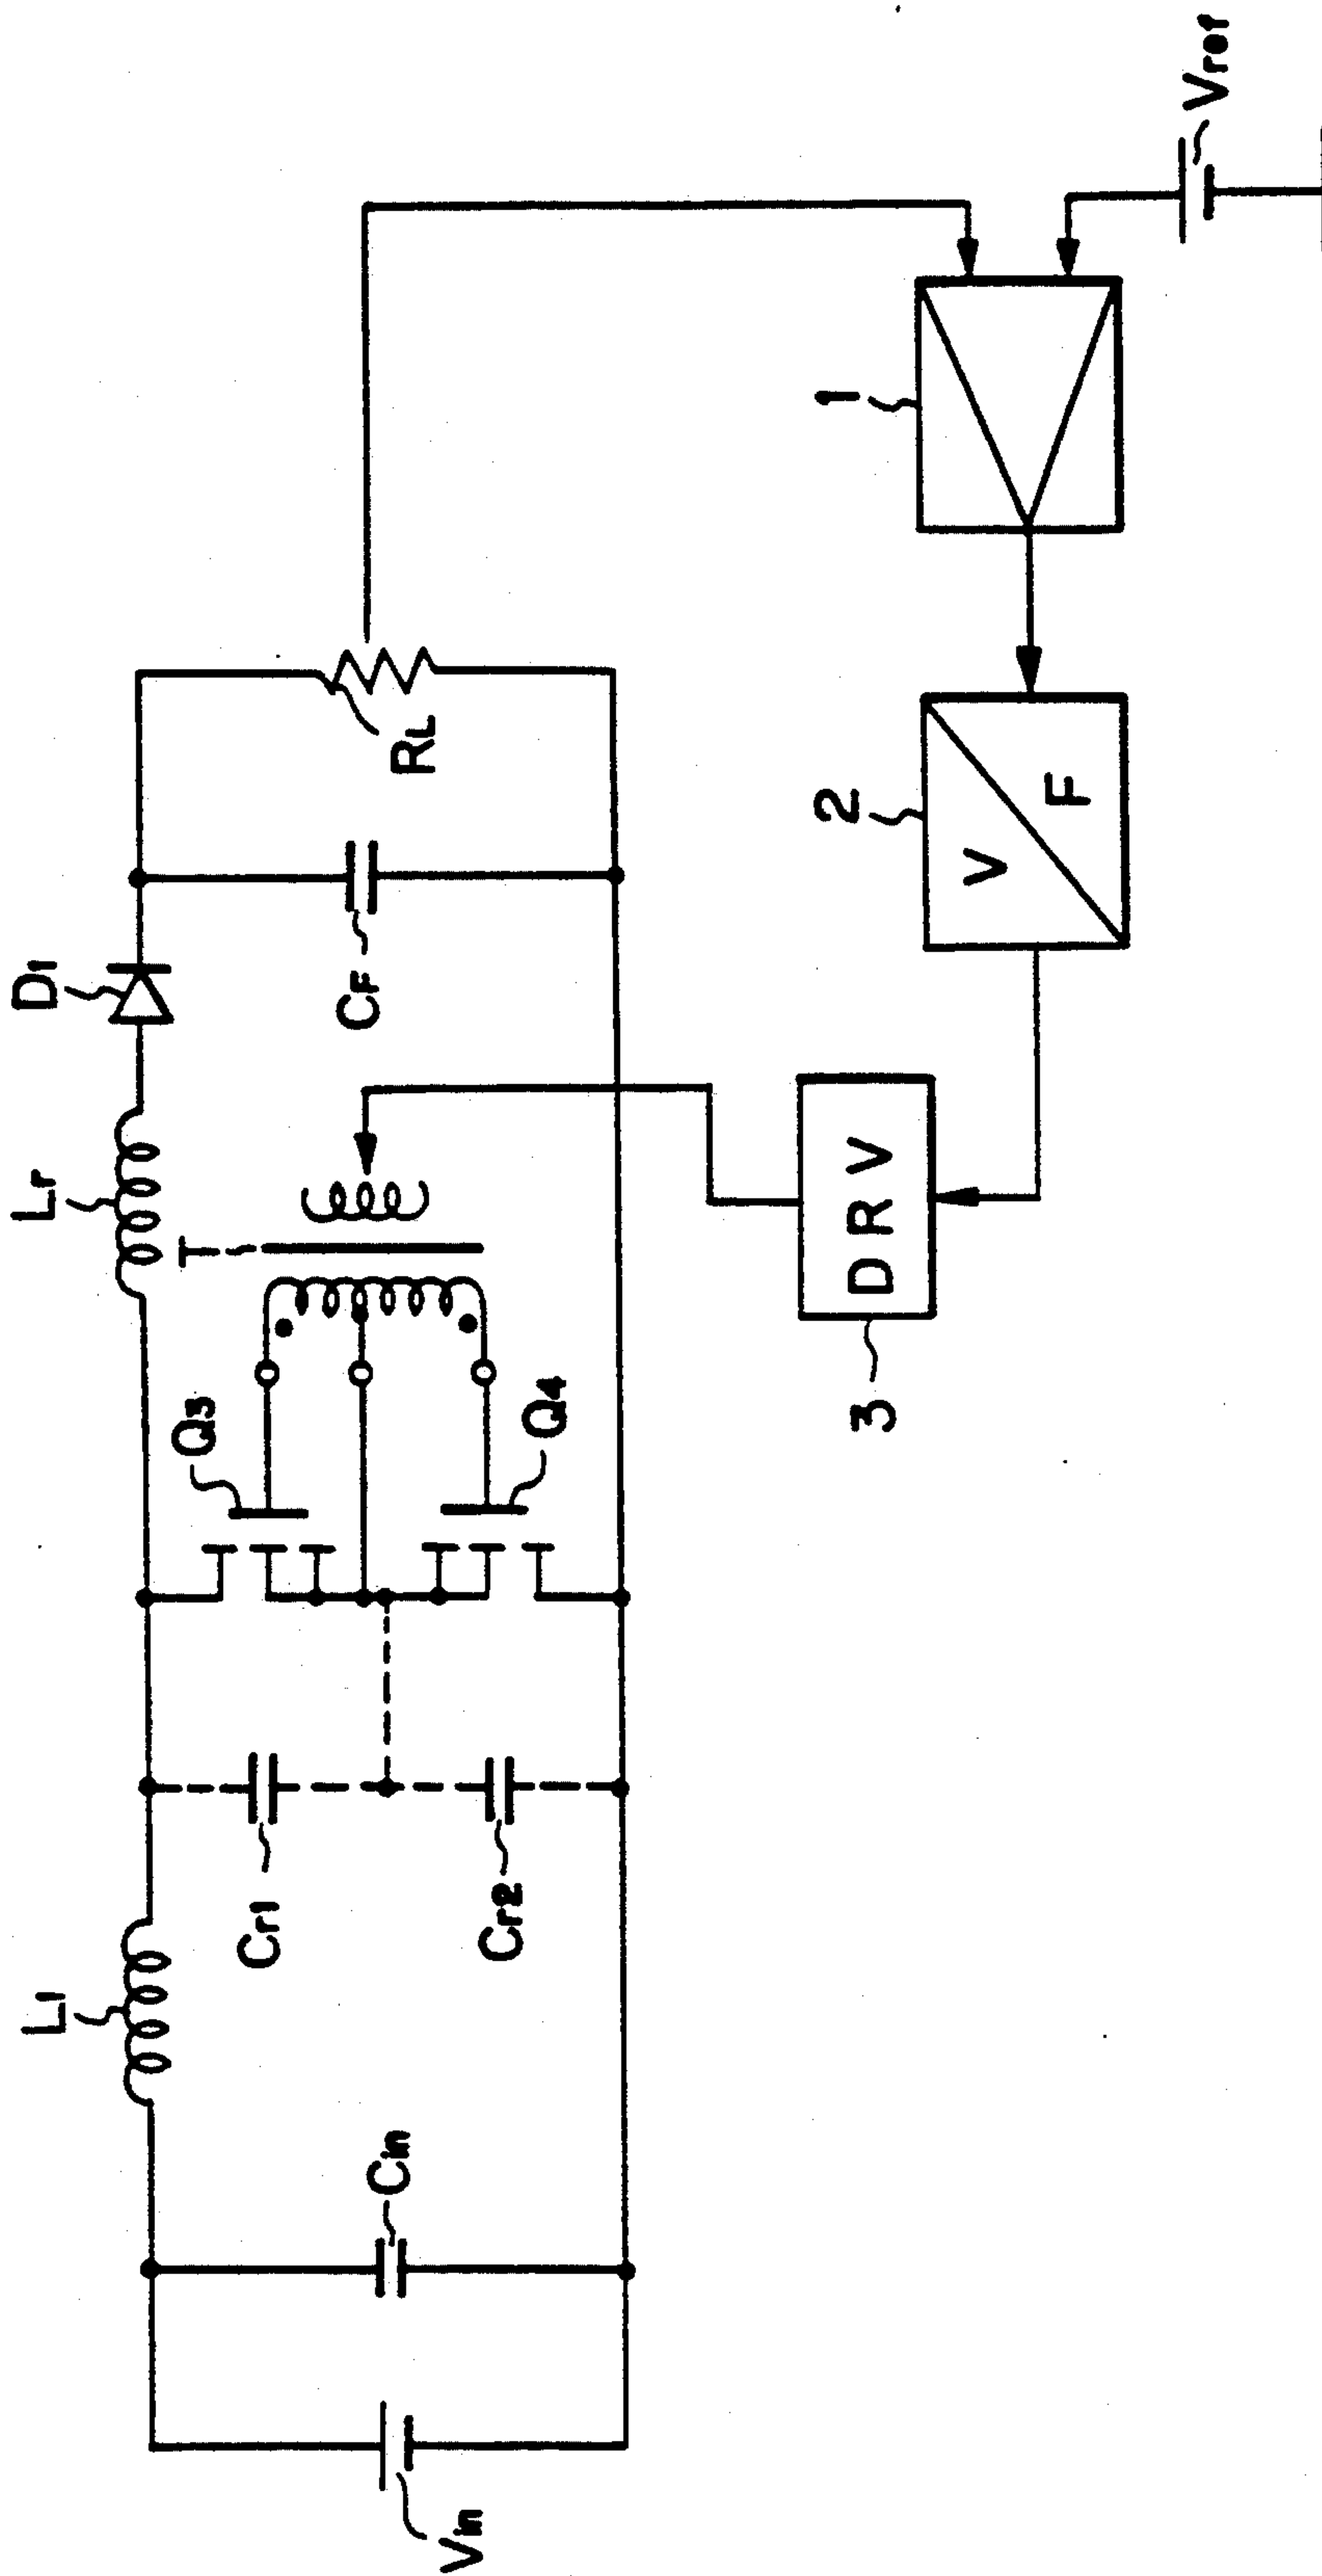 Vin
Cin
L1
Cr1
Cr2
Q3
Q4
T
Lr
D1
CF
RL
DRV
3
V
F
2
1
Vref